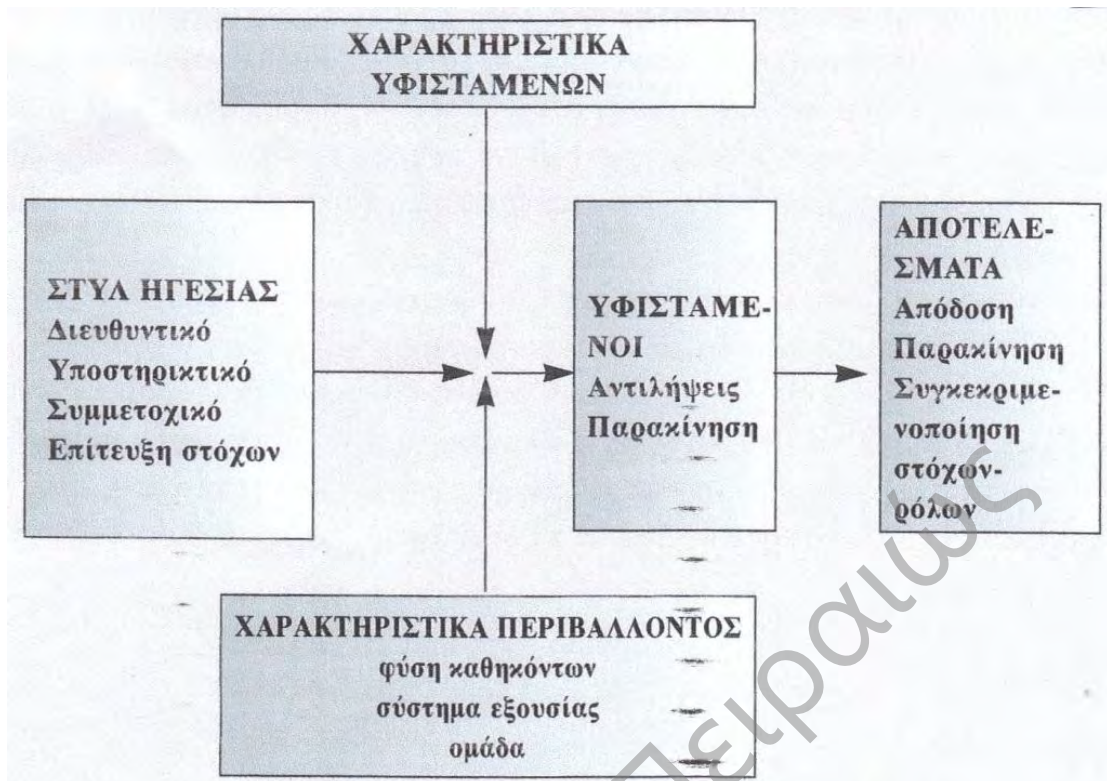 ΧΑΡΑΚΤΗΡΙΣΤΙΚΑ
ΥΦΙΣΤΑΜΕΝΩΝ
ΣΤΥΛ ΗΓΕΣΙΑΣ
Διευθυντικό
Υποστηρικτικό
Συμμετοχικό
Επίτευξη στόχων
ΥΦΙΣΤΑΜΕ-
ΝΟΙ
Αντιλήψεις
Παρακίνηση
ΑΠΟΤΕΛΕ-
ΣΜΑΤΑ
Απόδοση
Παρακίνηση
Συγκεκριμε-
νοποίηση
στόχων-
ρόλων
ΧΑΡΑΚΤΗΡΙΣΤΙΚΑ ΠΕΡΙΒΑΛΛΟΝΤΟΣ
φύση καθηκόντων
σύστημα εξουσίας
ομάδα
Πειραιώς